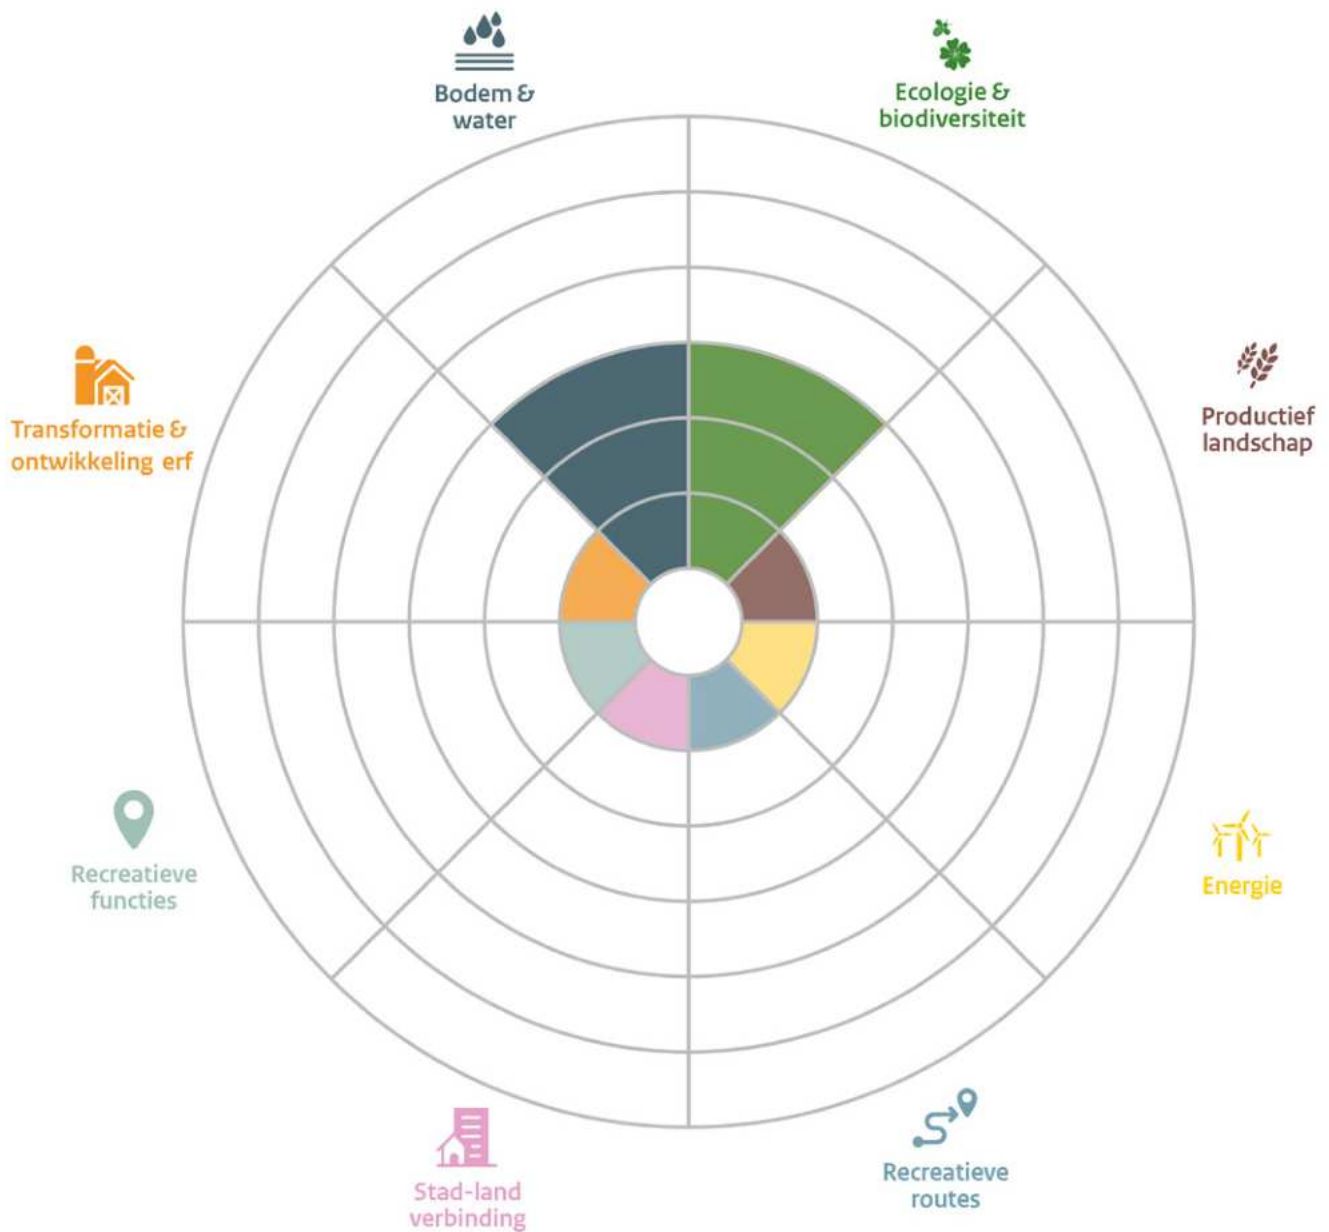 Bodem &
water
Ecologie &
biodiversiteit
Transformatie &
ontwikkeling erf
Productief
landschap
Recreatieve
functies
Energie
Stad-land
verbinding
Recreatieve
routes